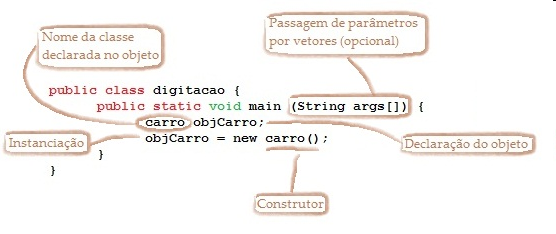 Nome da classe
declarada no objeto
Passagem de parâmetros
por vetores (opcional)
public class digitacao {
public static void main (String args[]) {
carro objCarro;
objCarro = new carro();
}
}
Instanciação
Declaração do objeto
Construtor